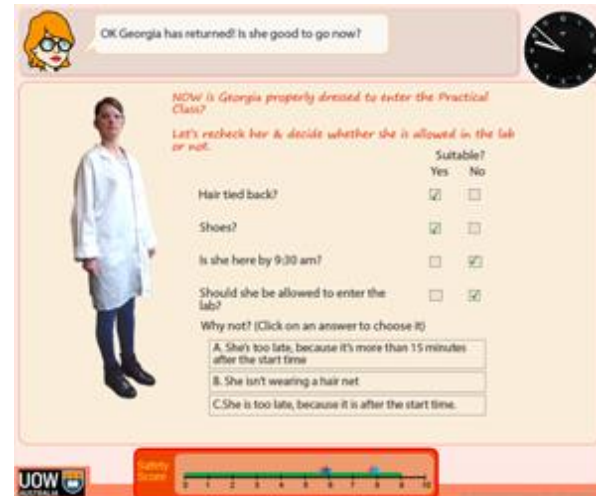 OK Georgia has returned! Is she good to go now?
NOW is Georgia properly dressed to enter the Practical
Class?
Let's recheck her & decide whether she is allowed in the lab
or not.
Suitable?
Yes No
Hair tied back?
Shoes?
Is she here by 9:30 am?
Should she be allowed to enter the
lab?
Why not? (Click on an answer to choose it)
A. She's too late, because it's more than 15 minutes
after the start time
B. She isn't wearing a hair net
C.She is too late, because it is after the start time.
Safety
Score
0 1 2 3 4 5 6 7 8 9 10
UOW
AUSTRALIA